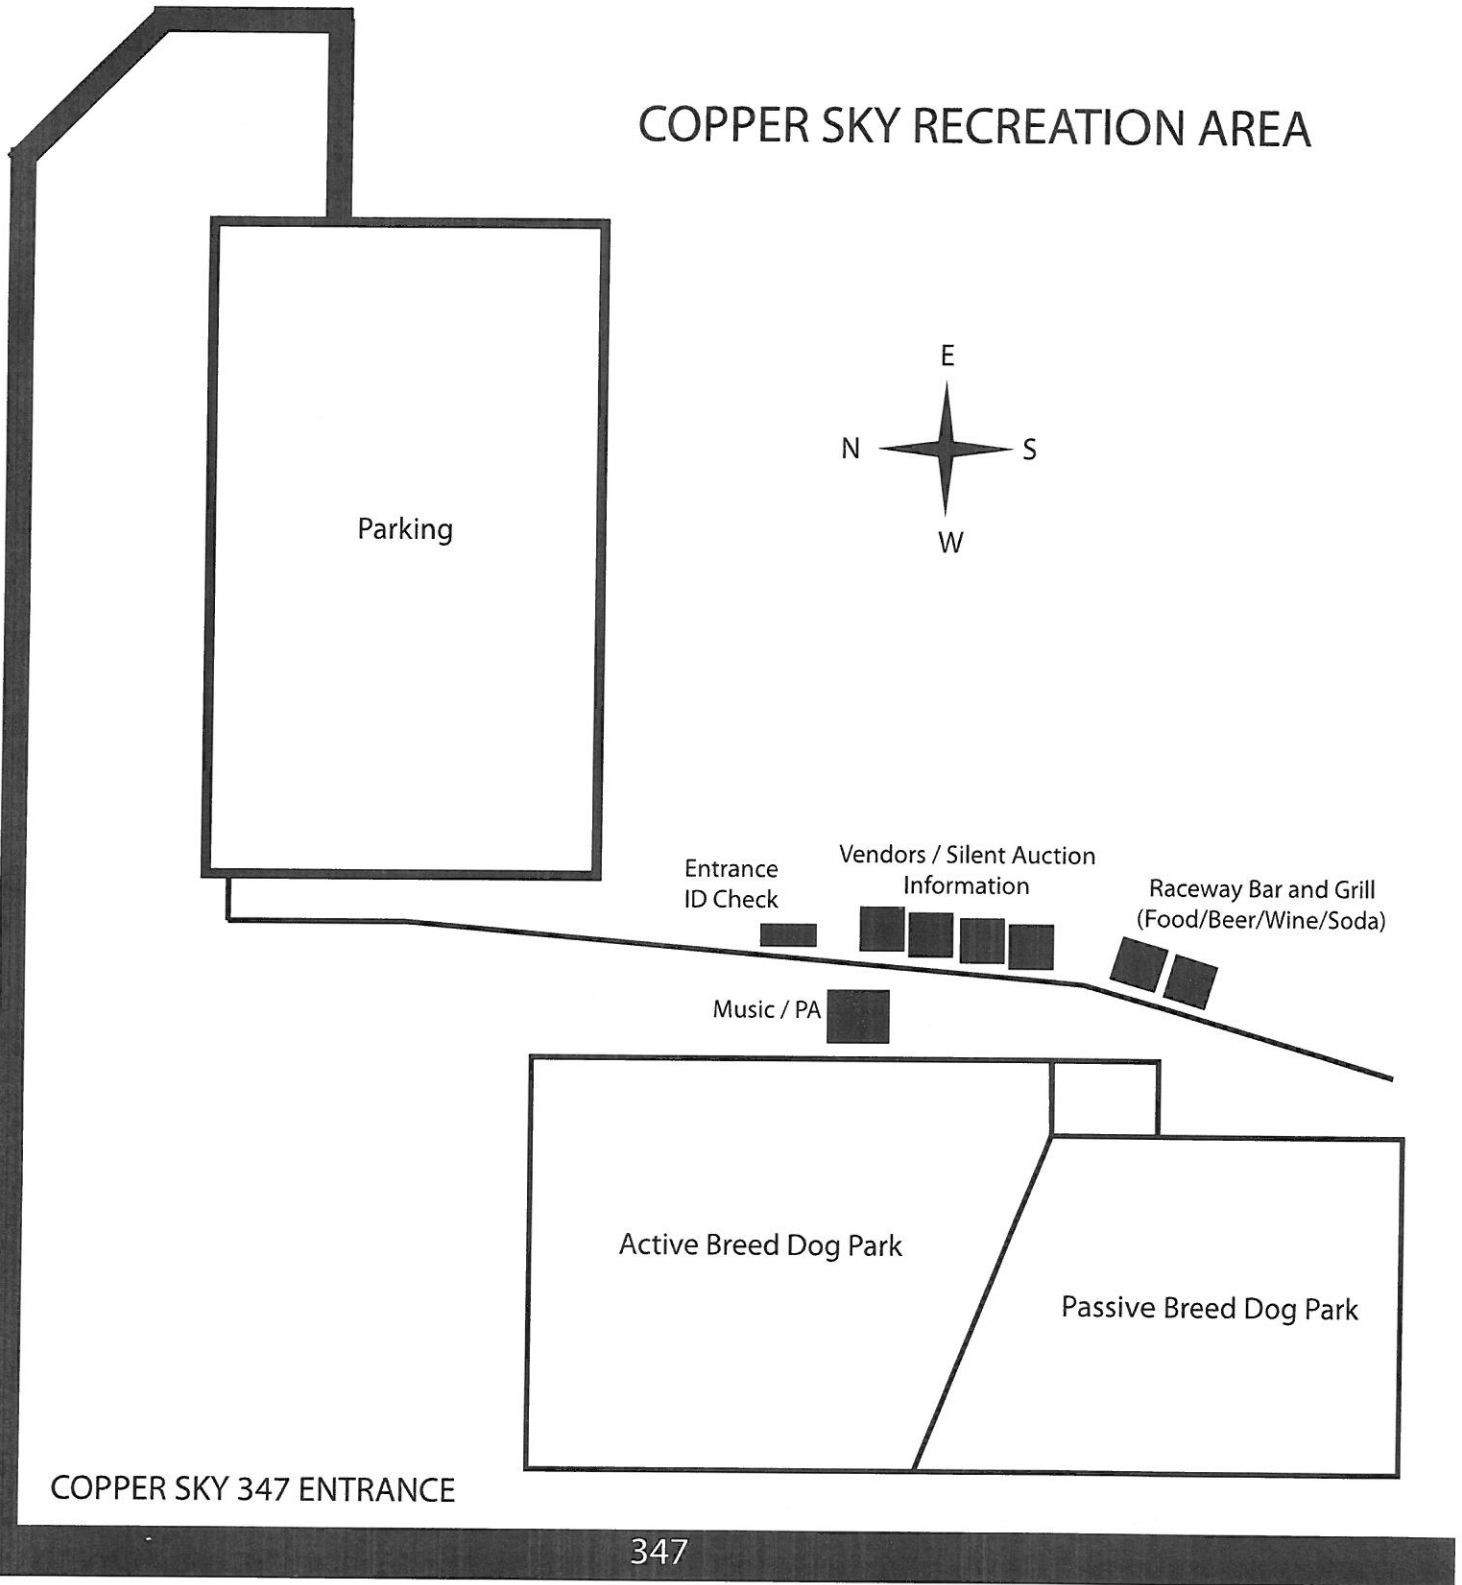 COPPER SKY RECREATION AREA
E
N
S
W
Parking
Entrance
ID Check
Vendors / Silent Auction
Information
Raceway Bar and Grill
(Food/Beer/Wine/Soda)
Music / PA
Active Breed Dog Park
Passive Breed Dog Park
COPPER SKY 347 ENTRANCE
347